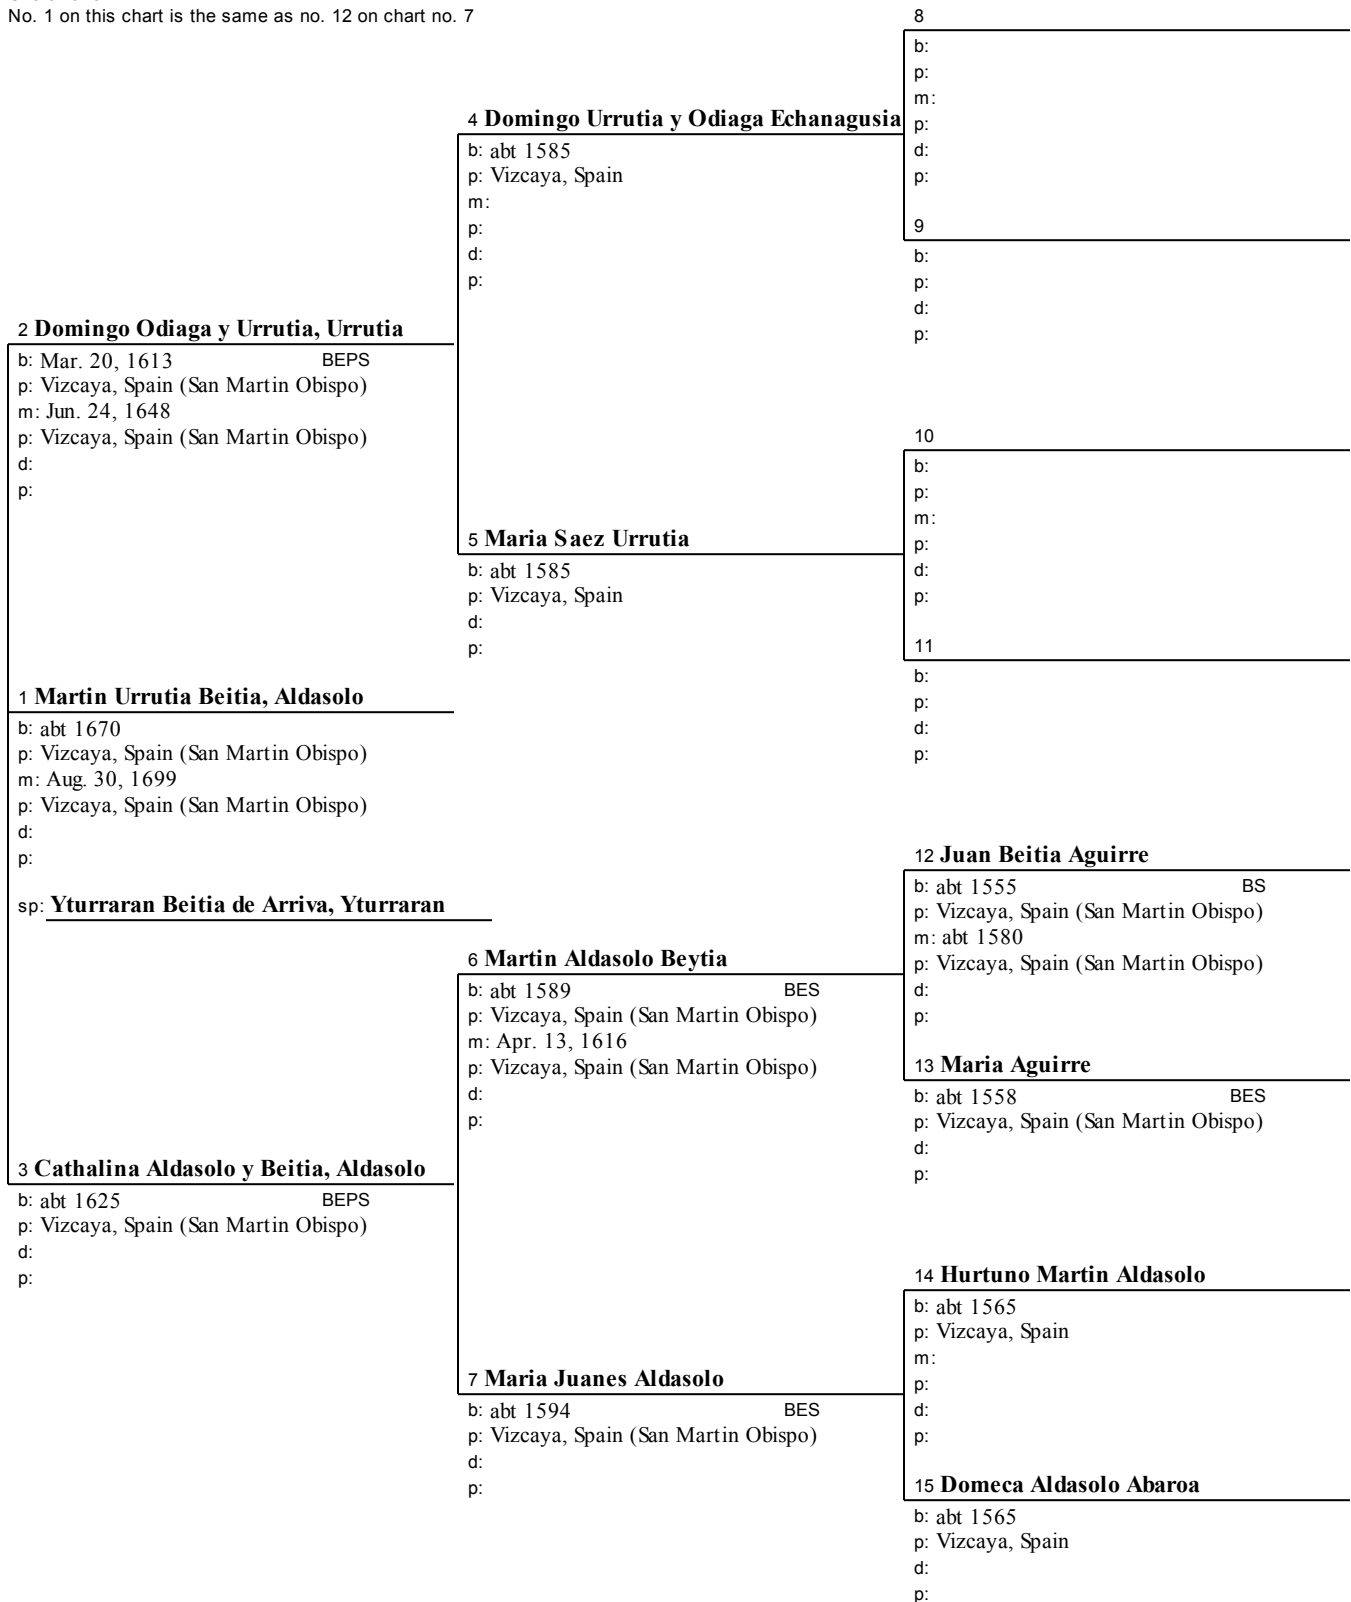 No. 1 on this chart is the same as no. 12 on chart no. 7
8
b:
p:
m:
p:
d:
p:
4 Domingo Urrutia y Odiaga Echanagusia
b: abt 1585
p: Vizcaya, Spain
m:
p:
d:
p:
9
b:
p:
d:
p:
2 Domingo Odiaga y Urrutia, Urrutia
b: Mar. 20, 1613 BEPS
p: Vizcaya, Spain (San Martin Obispo)
m: Jun. 24, 1648
p: Vizcaya, Spain (San Martin Obispo)
d:
p:
10
b:
p:
m:
p:
d:
p:
5 Maria Saez Urrutia
b: abt 1585
p: Vizcaya, Spain
d:
p:
11
b:
p:
d:
p:
1 Martin Urrutia Beitia, Aldasolo
b: abt 1670
p: Vizcaya, Spain (San Martin Obispo)
m: Aug. 30, 1699
p: Vizcaya, Spain (San Martin Obispo)
d:
p:
sp: Yturraran Beitia de Arriva, Yturraran
12 Juan Beitia Aguirre
b: abt 1555 BS
p: Vizcaya, Spain (San Martin Obispo)
m: abt 1580
p: Vizcaya, Spain (San Martin Obispo)
d:
p:
6 Martin Aldasolo Beytia
b: abt 1589 BES
p: Vizcaya, Spain (San Martin Obispo)
m: Apr. 13, 1616
p: Vizcaya, Spain (San Martin Obispo)
d:
p:
13 Maria Aguirre
b: abt 1558 BES
p: Vizcaya, Spain (San Martin Obispo)
d:
p:
3 Cathalina Aldasolo y Beitia, Aldasolo
b: abt 1625 BEPS
p: Vizcaya, Spain (San Martin Obispo)
d:
p:
14 Hurtuno Martin Aldasolo
b: abt 1565
p: Vizcaya, Spain
m:
p:
d:
p:
7 Maria Juanes Aldasolo
b: abt 1594 BES
p: Vizcaya, Spain (San Martin Obispo)
d:
p:
15 Domeca Aldasolo Abaroa
b: abt 1565
p: Vizcaya, Spain
d:
p: